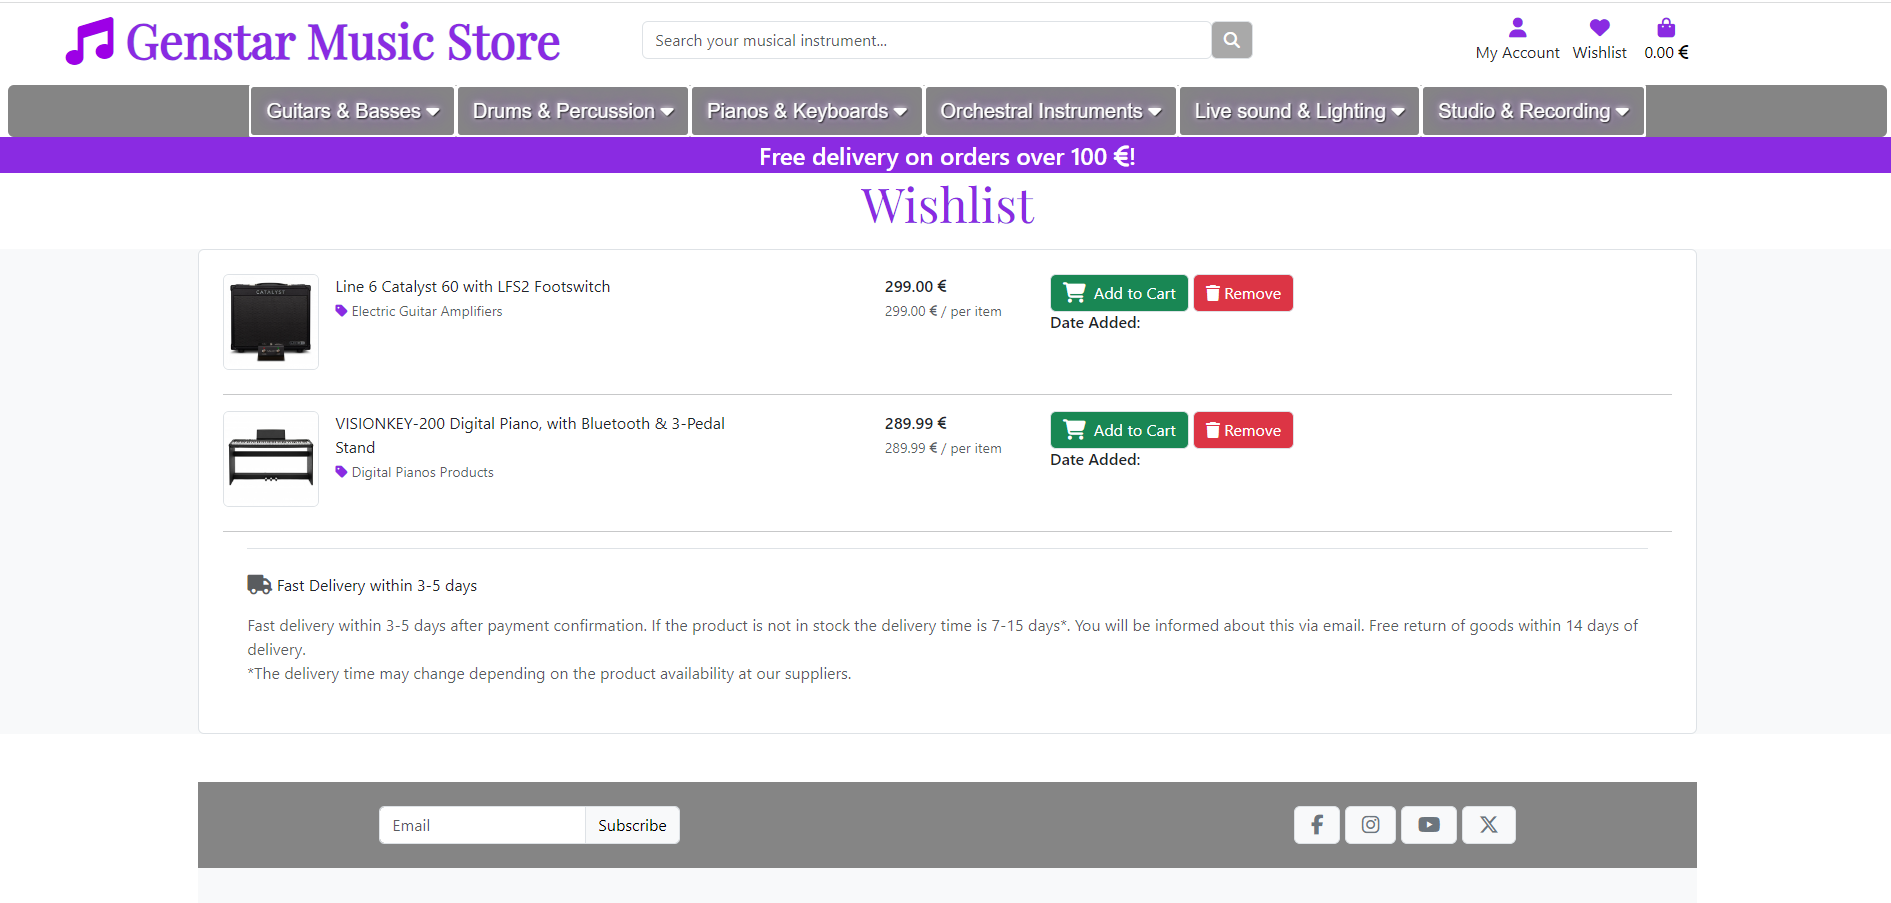 Genstar Music Store
Search your musical instrument...
My Account
Wishlist
0.00 €
Guitars & Basses
Drums & Percussion
Pianos & Keyboards
Orchestral Instruments
Live sound & Lighting
Studio & Recording
Free delivery on orders over 100 €!
Wishlist
CATALYST
Line 6 Catalyst 60 with LFS2 Footswitch
Electric Guitar Amplifiers
299.00 €
299.00 € / per item
Add to Cart
Remove
Date Added:
VISIONKEY-200 Digital Piano, with Bluetooth & 3-Pedal
Stand
Digital Pianos Products
289.99 €
289.99 € / per item
Add to Cart
Remove
Date Added:
Fast Delivery within 3-5 days
Fast delivery within 3-5 days after payment confirmation. If the product is not in stock the delivery time is 7-15 days*. You will be informed about this via email. Free return of goods within 14 days of
delivery.
*The delivery time may change depending on the product availability at our suppliers.
Email
Subscribe